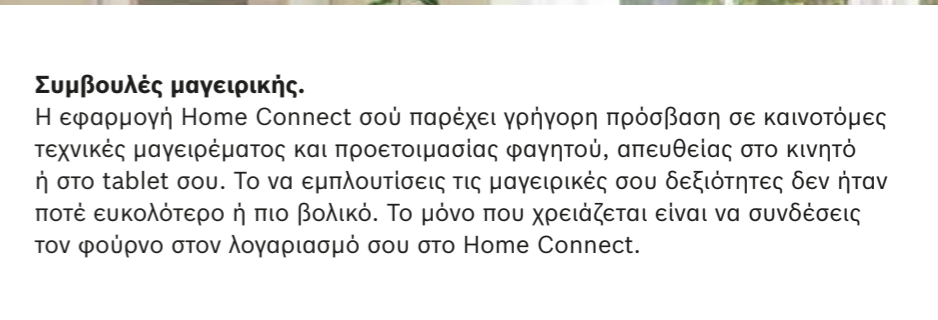 Συμβουλές μαγειρικής.
Η εφαρμογή Home Connect σού παρέχει γρήγορη πρόσβαση σε καινοτόμες
τεχνικές μαγειρέματος και προετοιμασίας φαγητού, απευθείας στο κινητό
ή στο tablet σου. Το να εμπλουτίσεις τις μαγειρικές σου δεξιότητες δεν ήταν
ποτέ ευκολότερο ή πιο βολικό. Το μόνο που χρειάζεται είναι να συνδέσεις
τον φούρνο στον λογαριασμό σου στο Home Connect.